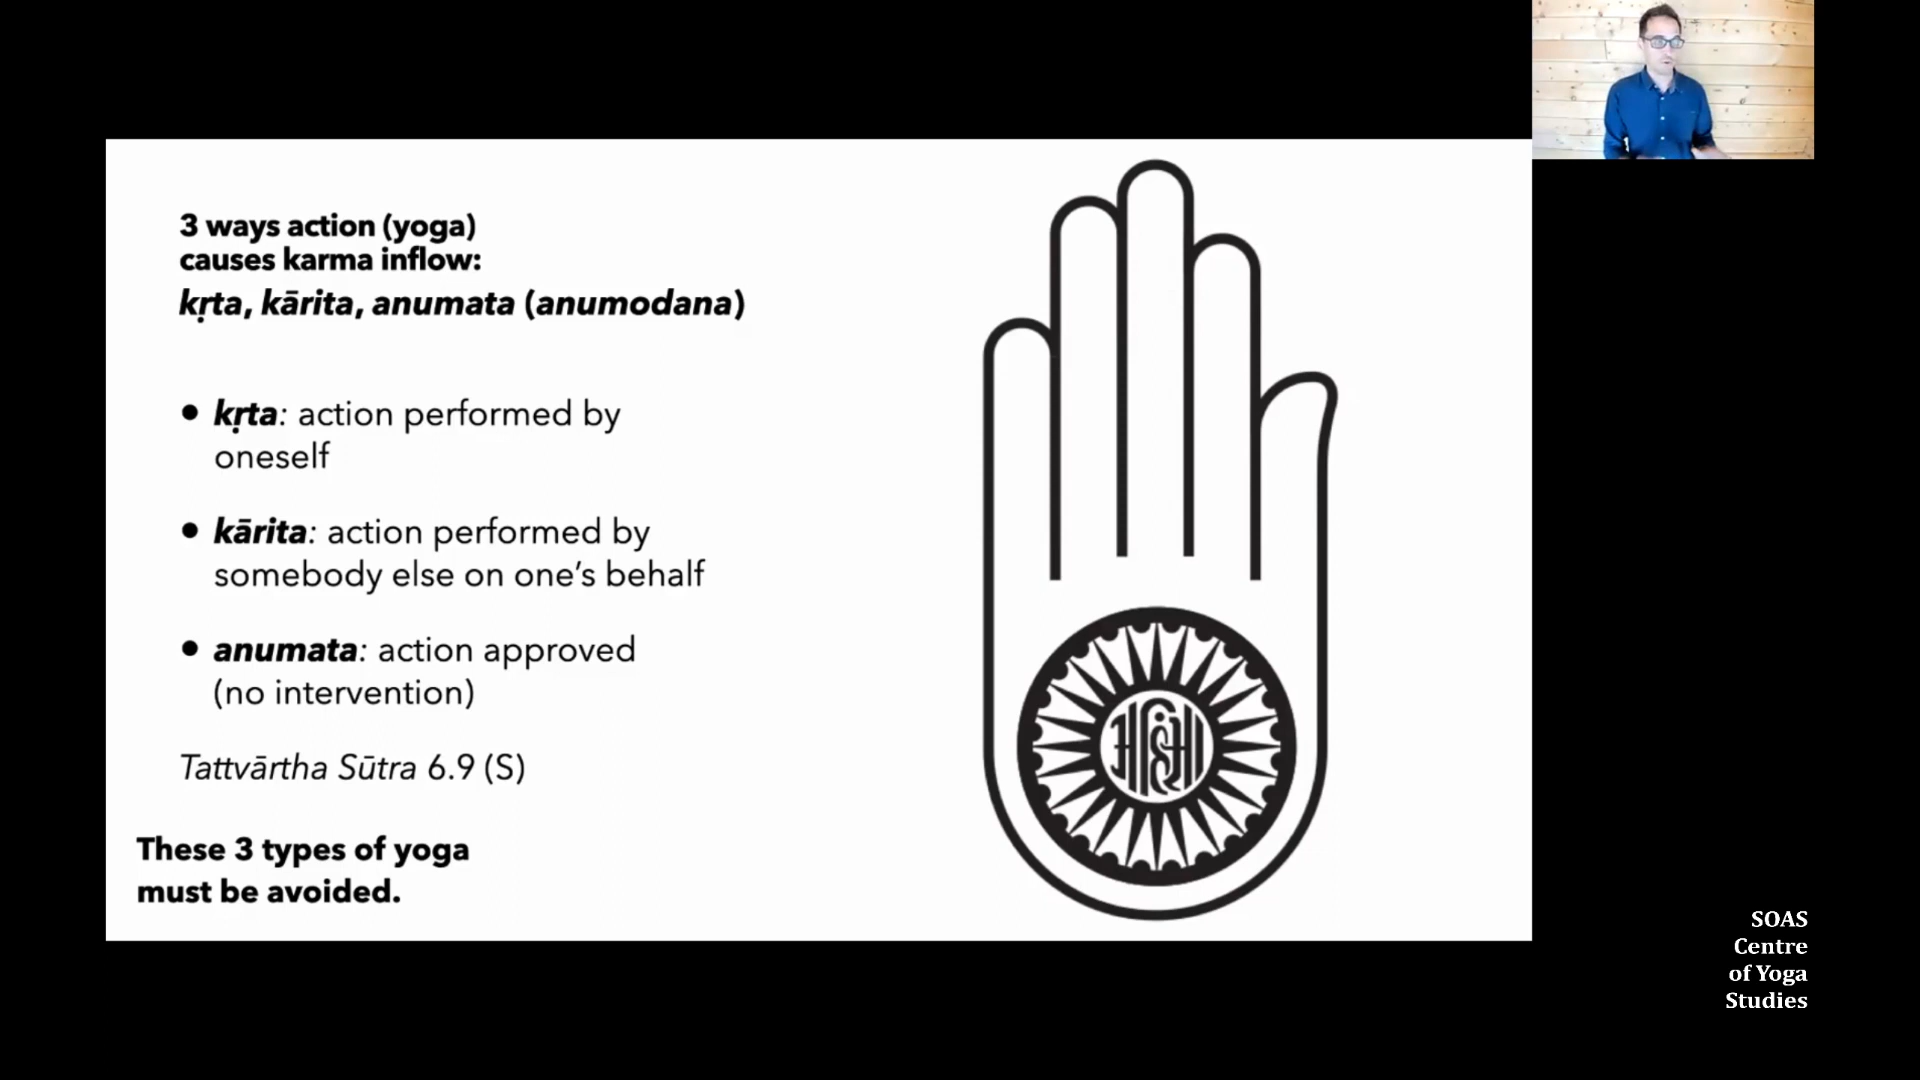 3 ways action (yoga)
causes karma inflow:
kṛta, kārita, anumata (anumodana)
• kṛta: action performed by
oneself
• kārita: action performed by
somebody else on one’s behalf
• anumata: action approved
(no intervention)
Tattvārtha Sūtra 6.9 (S)
These 3 types of yoga
must be avoided.
अहिंसा
SOAS
Centre
of Yoga
Studies